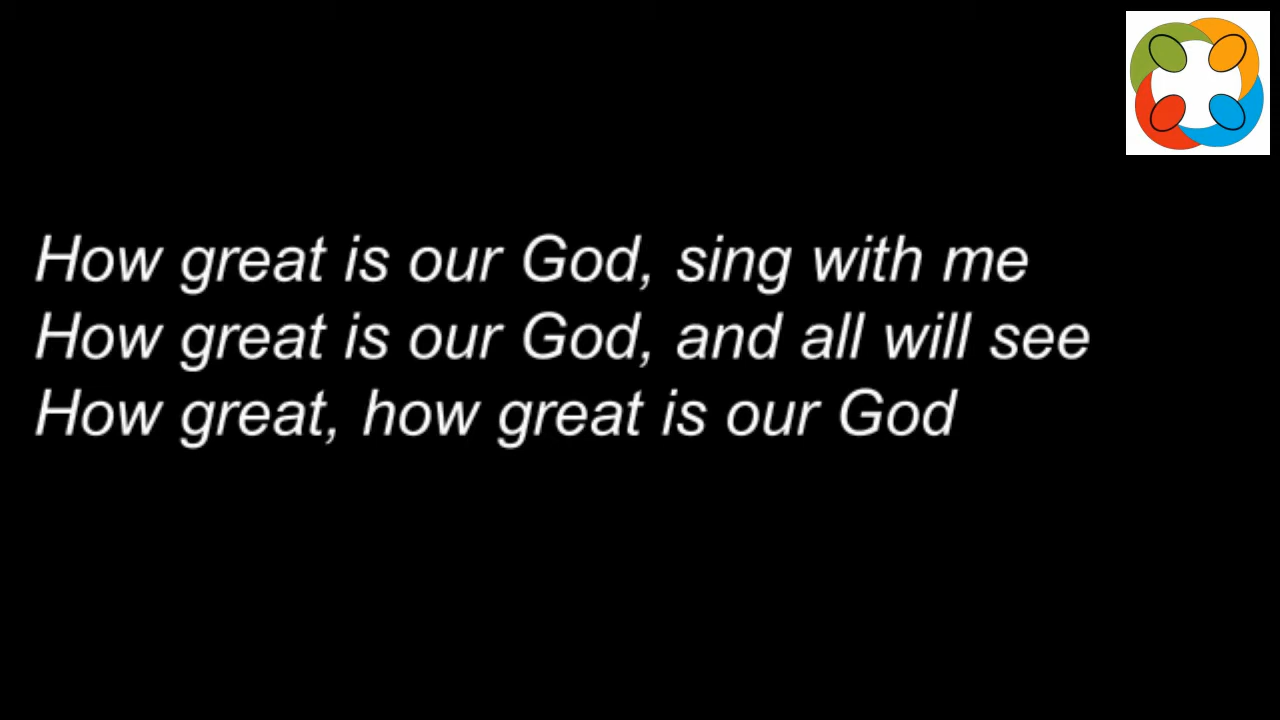 How great is our God, sing with me
How great is our God, and all will see
How great, how great is our God